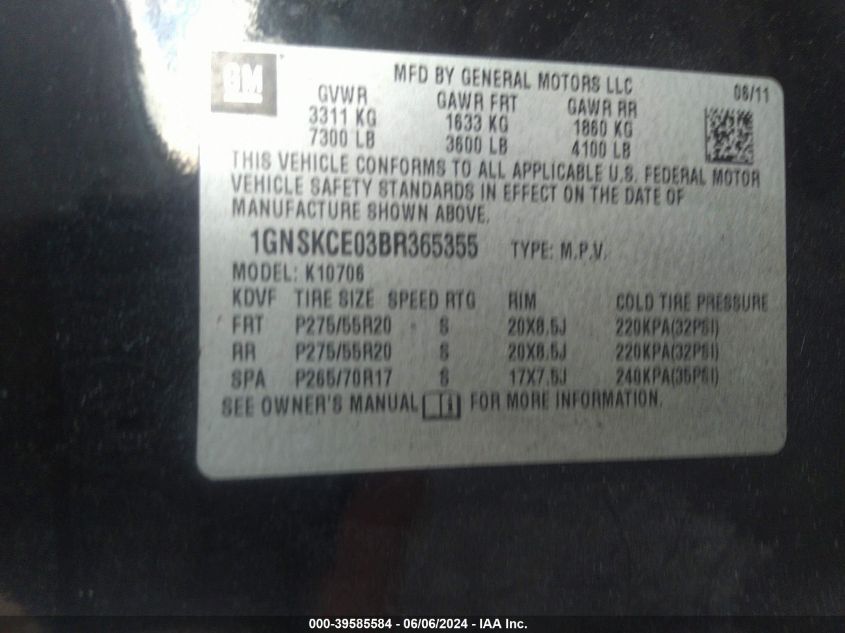 GM
MFD BY GENERAL MOTORS LLC 06/11
GVWR GAWR FRT GAWR RR
3311 KG 1633 KG 1860 KG
7300 LB 3600 LB 4100 LB
THIS VEHICLE CONFORMS TO ALL APPLICABLE U.S. FEDERAL MOTOR
VEHICLE SAFETY STANDARDS IN EFFECT ON THE DATE OF
MANUFACTURE SHOWN ABOVE.
1GNSKCE03BR365355 TYPE: M.P.V.
MODEL: K10706
KDVF TIRE SIZE SPEED RTG RIM COLD TIRE PRESSURE
FRT P275/55R20 S 20X8.5J 220KPA(32PSI)
RR P275/55R20 S 20X8.5J 220KPA(32PSI)
SPA P265/70R17 S 17X7.5J 240KPA(35PSI)
SEE OWNER'S MANUAL FOR MORE INFORMATION.
000-39585584 / 06/06/2024 - IAA Inc.